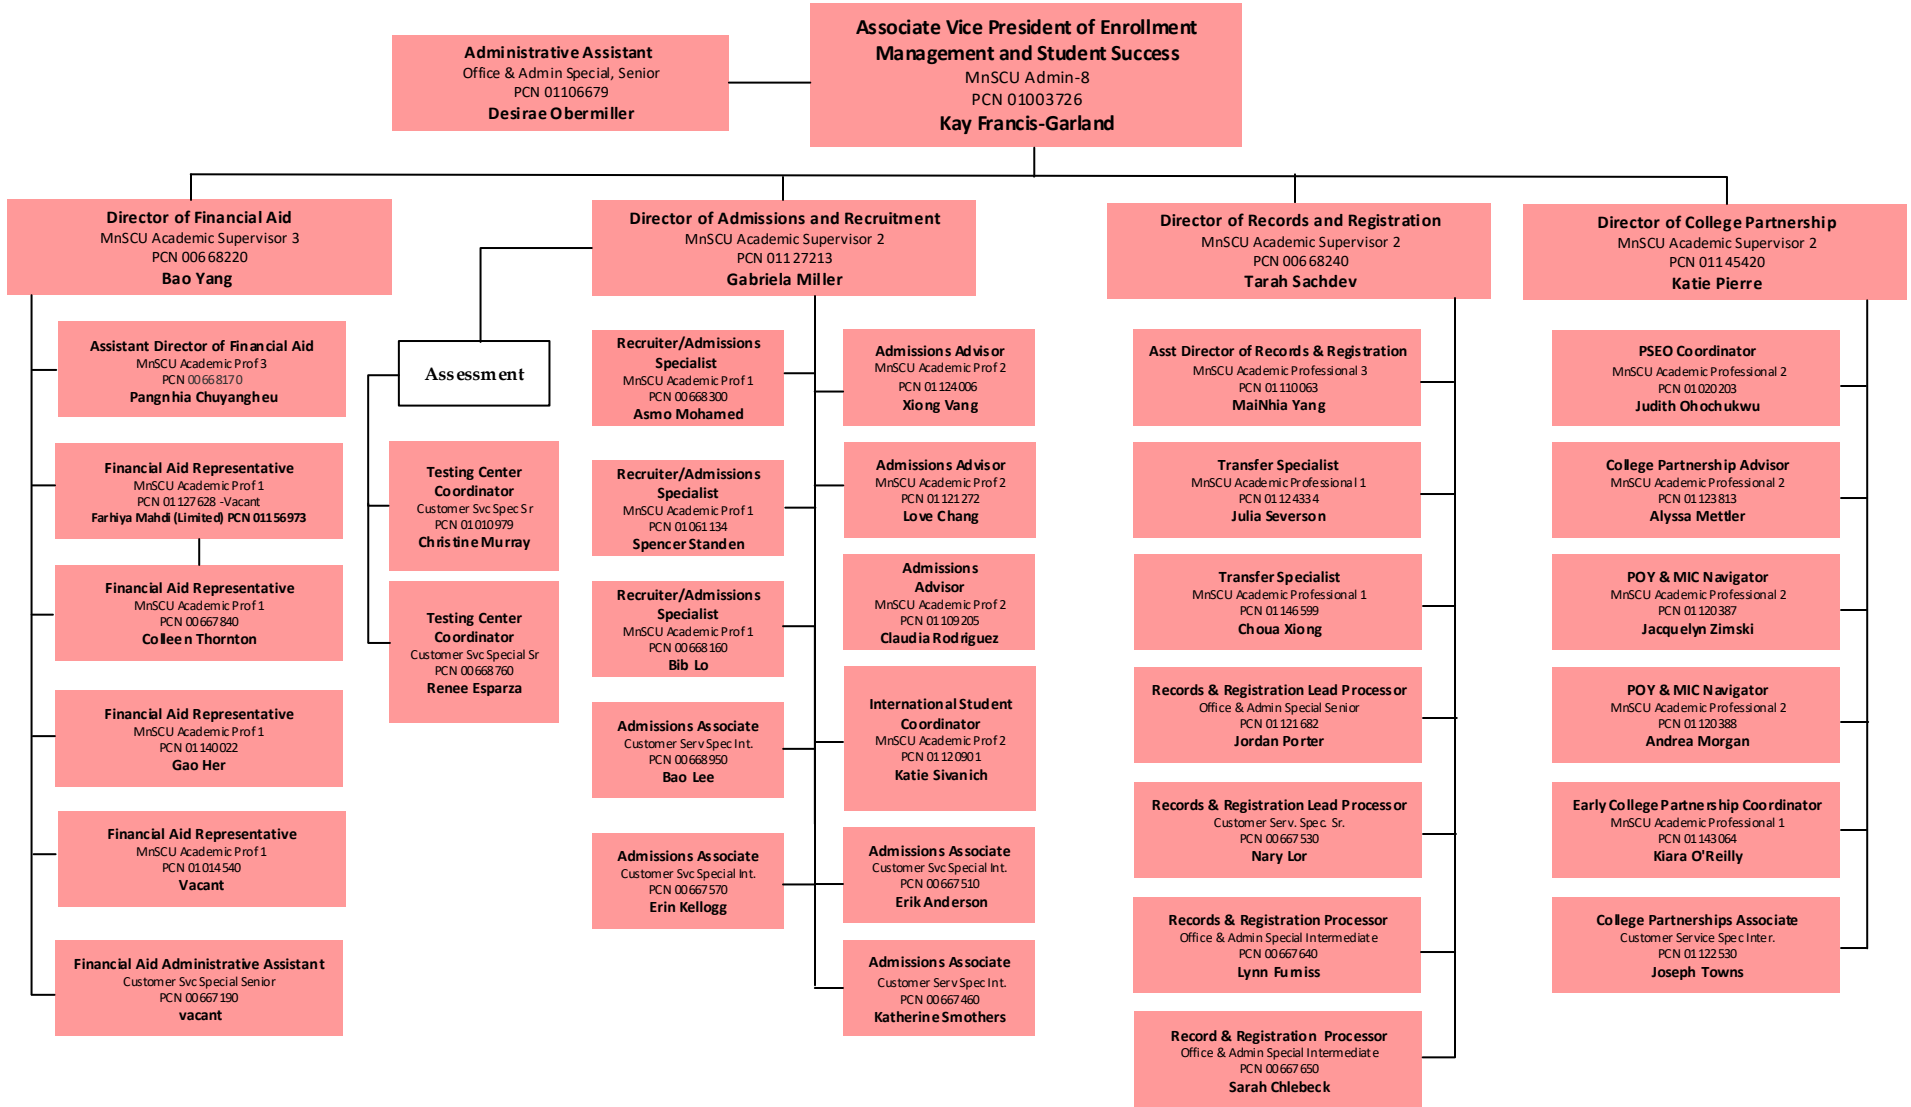 Associate Vice President of Enrollment
Management and Student Success
MnSCU Admin-8
PCN 01003726
Kay Francis-Garland
Administrative Assistant
Office & Admin Special, Senior
PCN 01106679
Desirae Obermiller
Director of Financial Aid
MnSCU Academic Supervisor 3
PCN 00668220
Bao Yang
Assistant Director of Financial Aid
MnSCU Academic Prof 3
PCN 00668170
Pangnhia Chuyangheu
Financial Aid Representative
MnSCU Academic Prof 1
PCN 01127628 -Vacant
Farhiya Mahdi (Limited) PCN 01156973
Financial Aid Representative
MnSCU Academic Prof 1
PCN 00667840
Colleen Thornton
Financial Aid Representative
MnSCU Academic Prof 1
PCN 01140022
Gao Her
Financial Aid Representative
MnSCU Academic Prof 1
PCN 01014540
Vacant
Financial Aid Administrative Assistant
Customer Svc Special Senior
PCN 00667190
vacant
Director of Admissions and Recruitment
MnSCU Academic Supervisor 2
PCN 01127213
Gabriela Miller
Assessment
Testing Center
Coordinator
Customer Svc Spec Sr
PCN 01010979
Christine Murray
Testing Center
Coordinator
Customer Svc Special Sr
PCN 00668760
Renee Esparza
Recruiter/Admissions
Specialist
MnSCU Academic Prof 1
PCN 00668300
Asmo Mohamed
Recruiter/Admissions
Specialist
MnSCU Academic Prof 1
PCN 01061134
Spencer Standen
Recruiter/Admissions
Specialist
MnSCU Academic Prof 1
PCN 00668160
Bib Lo
Admissions Associate
Customer Serv Spec Int.
PCN 00668950
Bao Lee
Admissions Associate
Customer Svc Special Int.
PCN 00667570
Erin Kellogg
Admissions Advisor
MnSCU Academic Prof 2
PCN 01124006
Xiong Vang
Admissions Advisor
MnSCU Academic Prof 2
PCN 01121272
Love Chang
Admissions
Advisor
MnSCU Academic Prof 2
PCN 01109205
Claudia Rodriguez
International Student
Coordinator
MnSCU Academic Prof 2
PCN 01120901
Katie Sivanich
Admissions Associate
Customer Svc Special Int.
PCN 00667510
Erik Anderson
Admissions Associate
Customer Serv Spec Int.
PCN 00667460
Katherine Smothers
Director of Records and Registration
MnSCU Academic Supervisor 2
PCN 00668240
Tarah Sachdev
Asst Director of Records & Registration
MnSCU Academic Professional 3
PCN 01110063
MaiNhia Yang
Transfer Specialist
MnSCU Academic Professional 1
PCN 01124334
Julia Severson
Transfer Specialist
MnSCU Academic Professional 1
PCN 01146599
Choua Xiong
Records & Registration Lead Processor
Office & Admin Special Senior
PCN 01121682
Jordan Porter
Records & Registration Lead Processor
Customer Serv. Spec. Sr.
PCN 00667530
Nary Lor
Records & Registration Processor
Office & Admin Special Intermediate
PCN 00667640
Lynn Furniss
Record & Registration Processor
Office & Admin Special Intermediate
PCN 00667650
Sarah Chlebeck
Director of College Partnership
MnSCU Academic Supervisor 2
PCN 01145420
Katie Pierre
PSEO Coordinator
MnSCU Academic Professional 2
PCN 01020203
Judith Ohochukwu
College Partnership Advisor
MnSCU Academic Professional 2
PCN 01123813
Alyssa Mettler
POY & MIC Navigator
MnSCU Academic Professional 2
PCN 01120387
Jacquelyn Zimski
POY & MIC Navigator
MnSCU Academic Professional 2
PCN 01120388
Andrea Morgan
Early College Partnership Coordinator
MnSCU Academic Professional 1
PCN 01143064
Kiara O'Reilly
College Partnerships Associate
Customer Service Spec Inter.
PCN 01122530
Joseph Towns